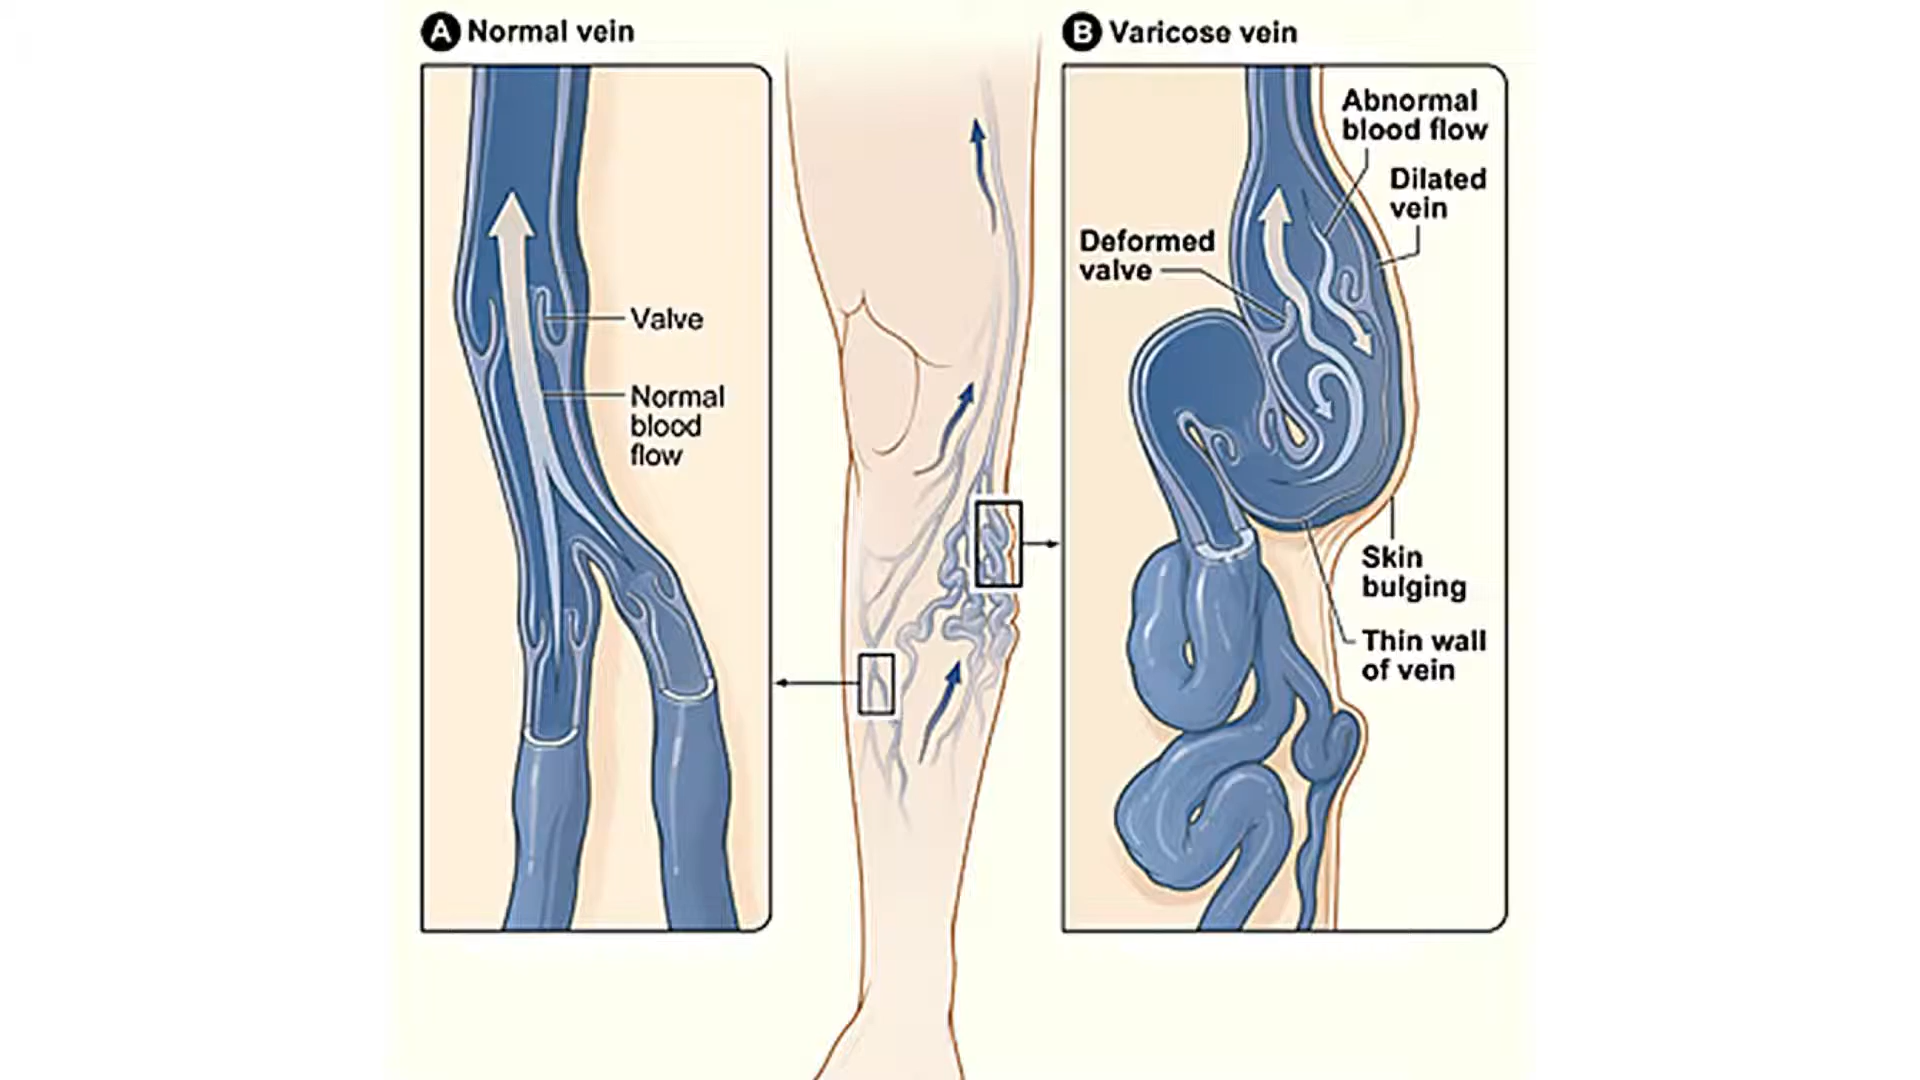 A Normal vein
Valve
Normal
blood
flow
B Varicose vein
Abnormal
blood flow
Dilated
vein
Deformed
valve
Skin
bulging
Thin wall
of vein